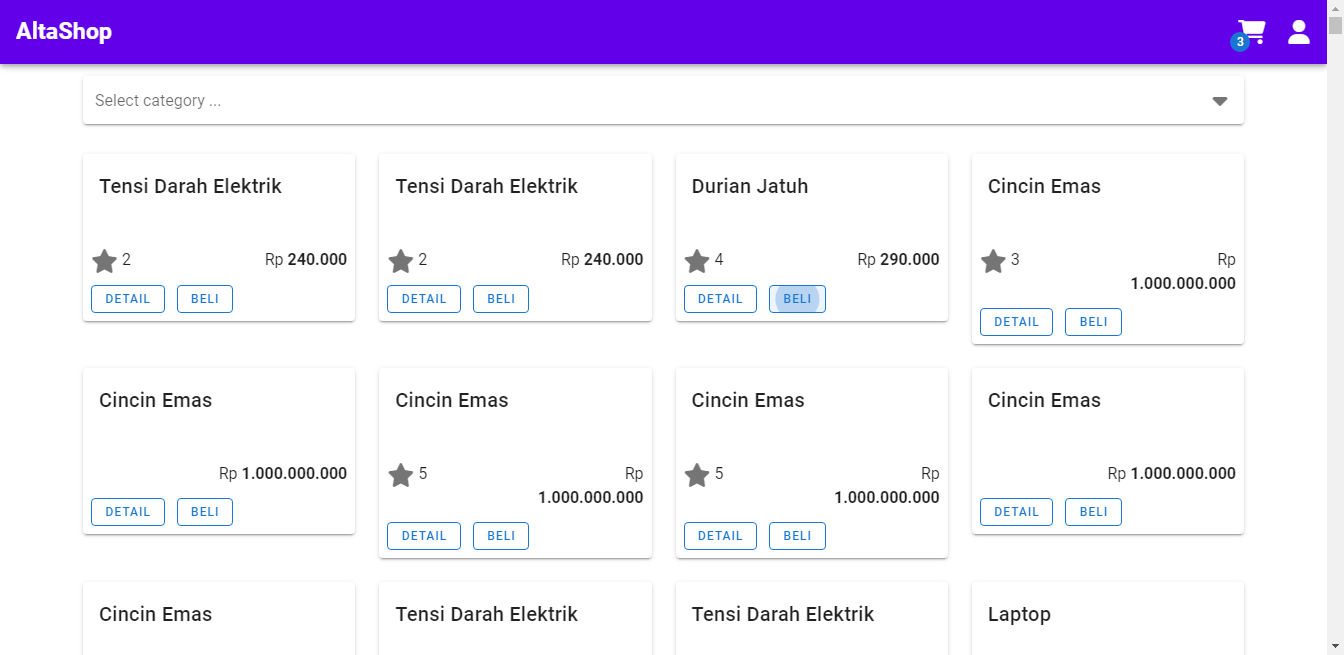 AltaShop
3
Select category ...
Tensi Darah Elektrik
2
Rp 240.000
DETAIL
BELI
Tensi Darah Elektrik
2
Rp 240.000
DETAIL
BELI
Durian Jatuh
4
Rp 290.000
DETAIL
BELI
Cincin Emas
3
Rp
1.000.000.000
DETAIL
BELI
Cincin Emas
Rp 1.000.000.000
DETAIL
BELI
Cincin Emas
5
Rp
1.000.000.000
DETAIL
BELI
Cincin Emas
5
Rp
1.000.000.000
DETAIL
BELI
Cincin Emas
Rp 1.000.000.000
DETAIL
BELI
Cincin Emas
Tensi Darah Elektrik
Tensi Darah Elektrik
Laptop